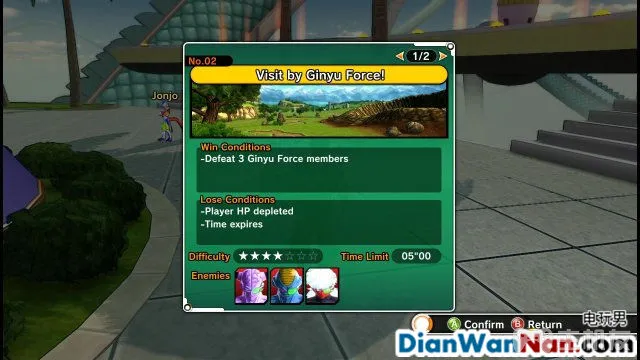 No.02
1/2
Visit by Ginyu Force!
Jonjo
Win Conditions
-Defeat 3 Ginyu Force members
Lose Conditions
-Player HP depleted
-Time expires
Difficulty ★★★★☆☆☆ Time Limit 05"00
Enemies
A Confirm B Return
电玩男
DianWanNan.com